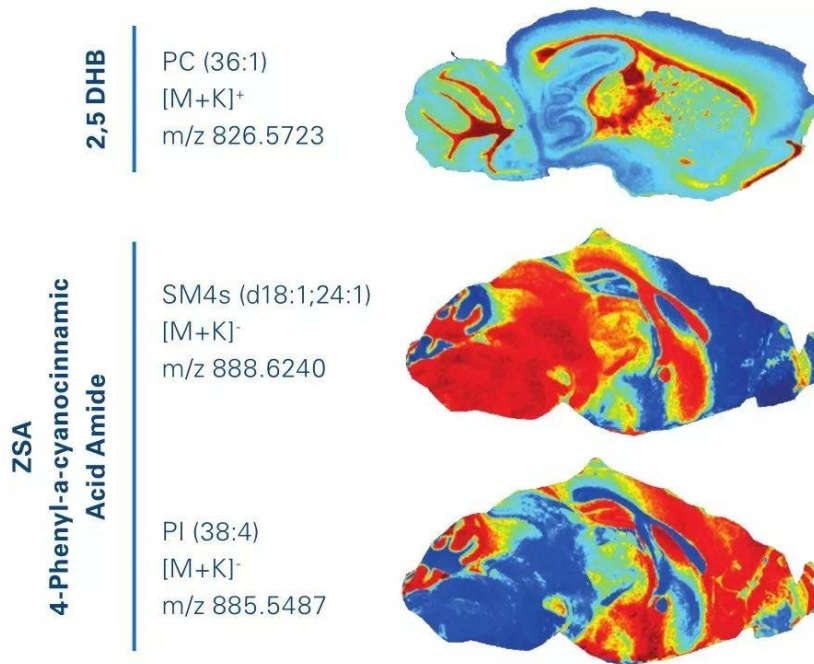 2,5 DHB
PC (36:1)
[M+K]⁺
m/z 826.5723
ZSA
4-Phenyl-a-cyanocinnamic
Acid Amide
SM4s (d18:1;24:1)
[M+K]⁻
m/z 888.6240
PI (38:4)
[M+K]⁻
m/z 885.5487